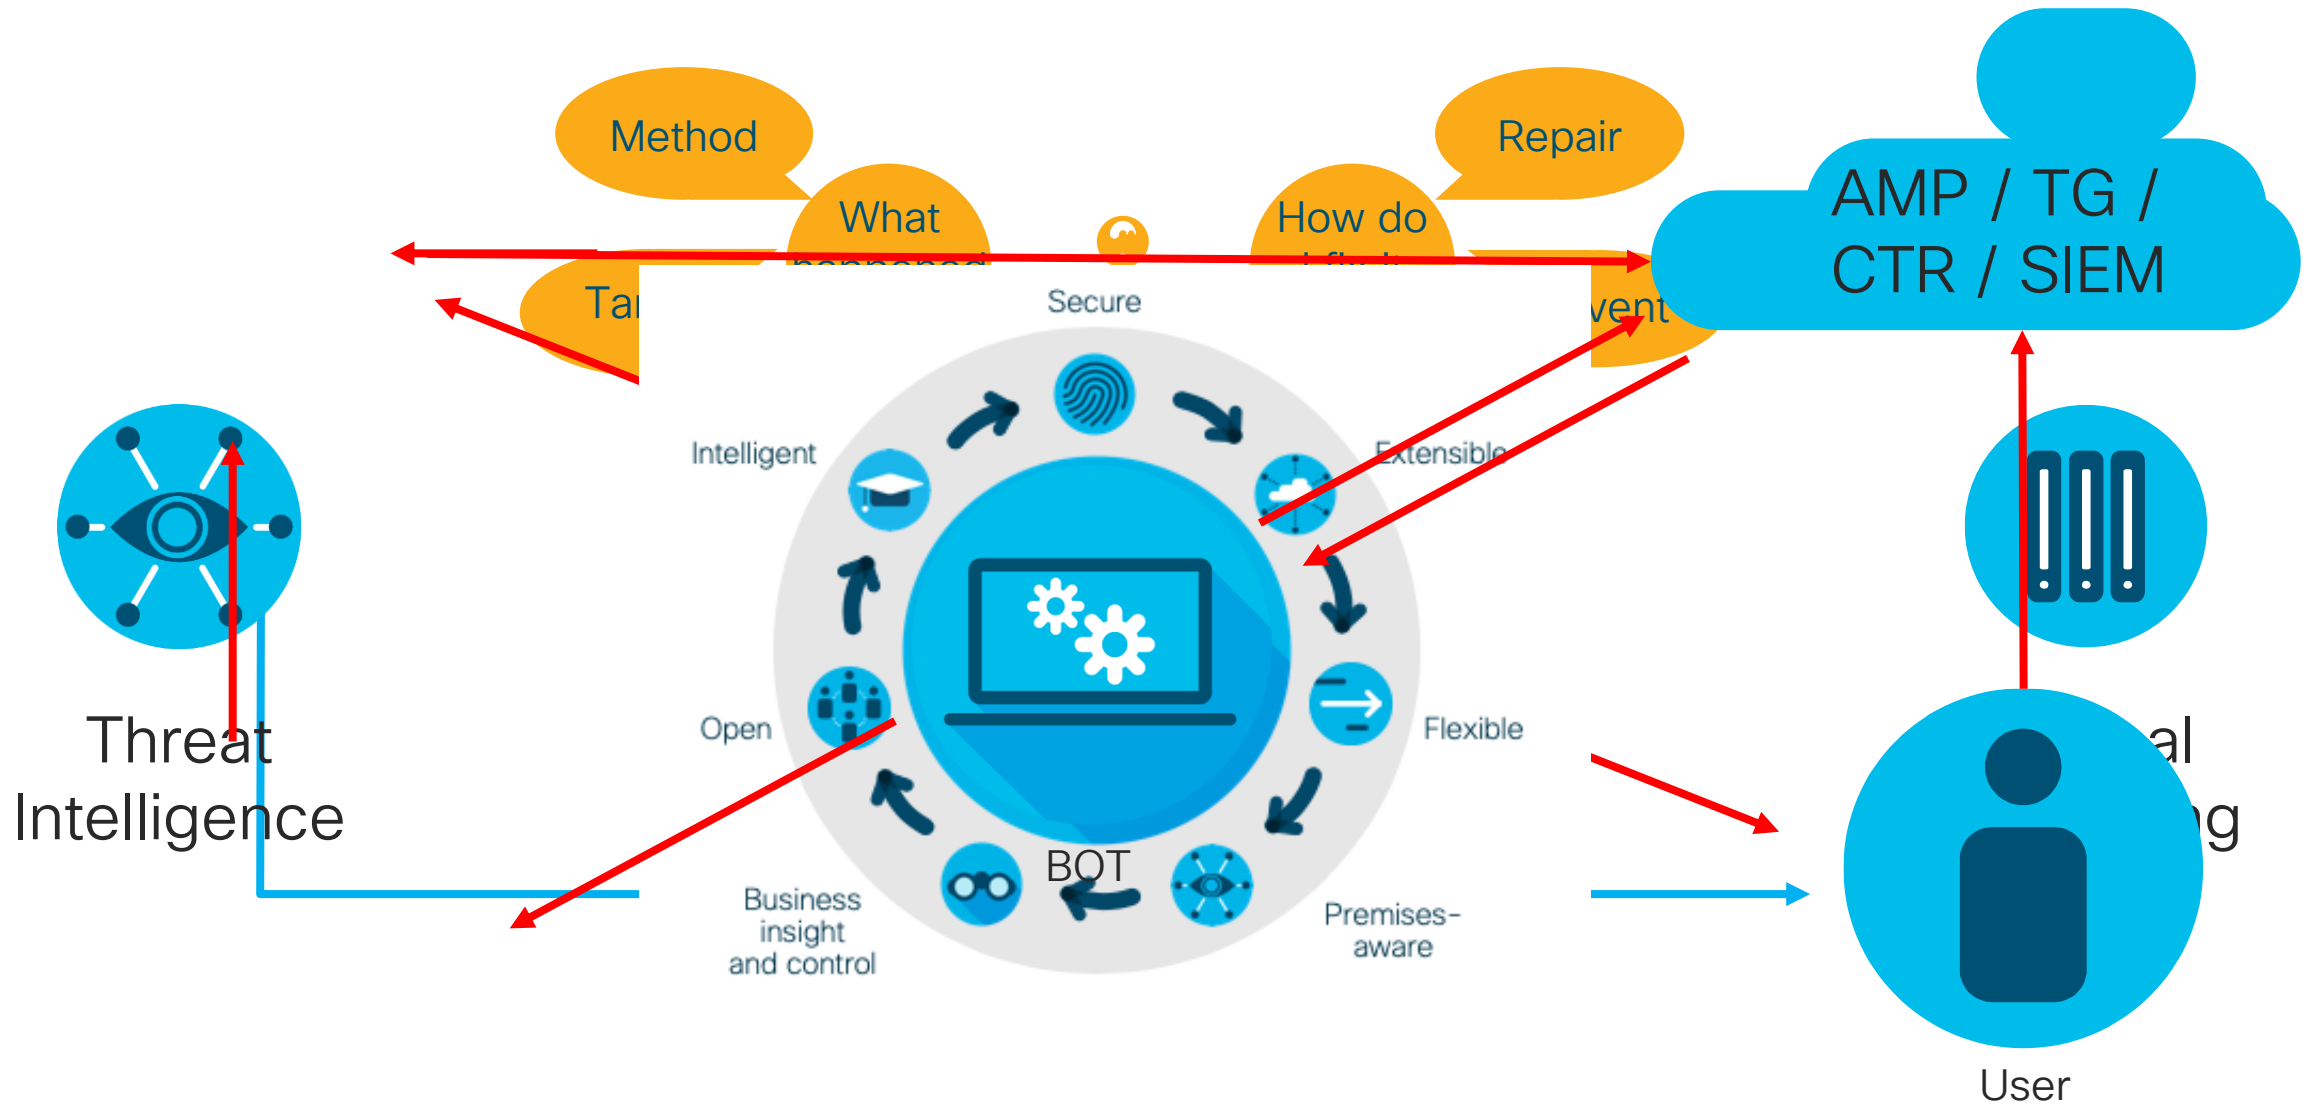 Method
Repair
What
How do
AMP / TG /
CTR / SIEM
Secure
Intelligent
Extensible
Threat
Intelligence
Open
Flexible
BOT
Business
insight
and control
Premises-
aware
User